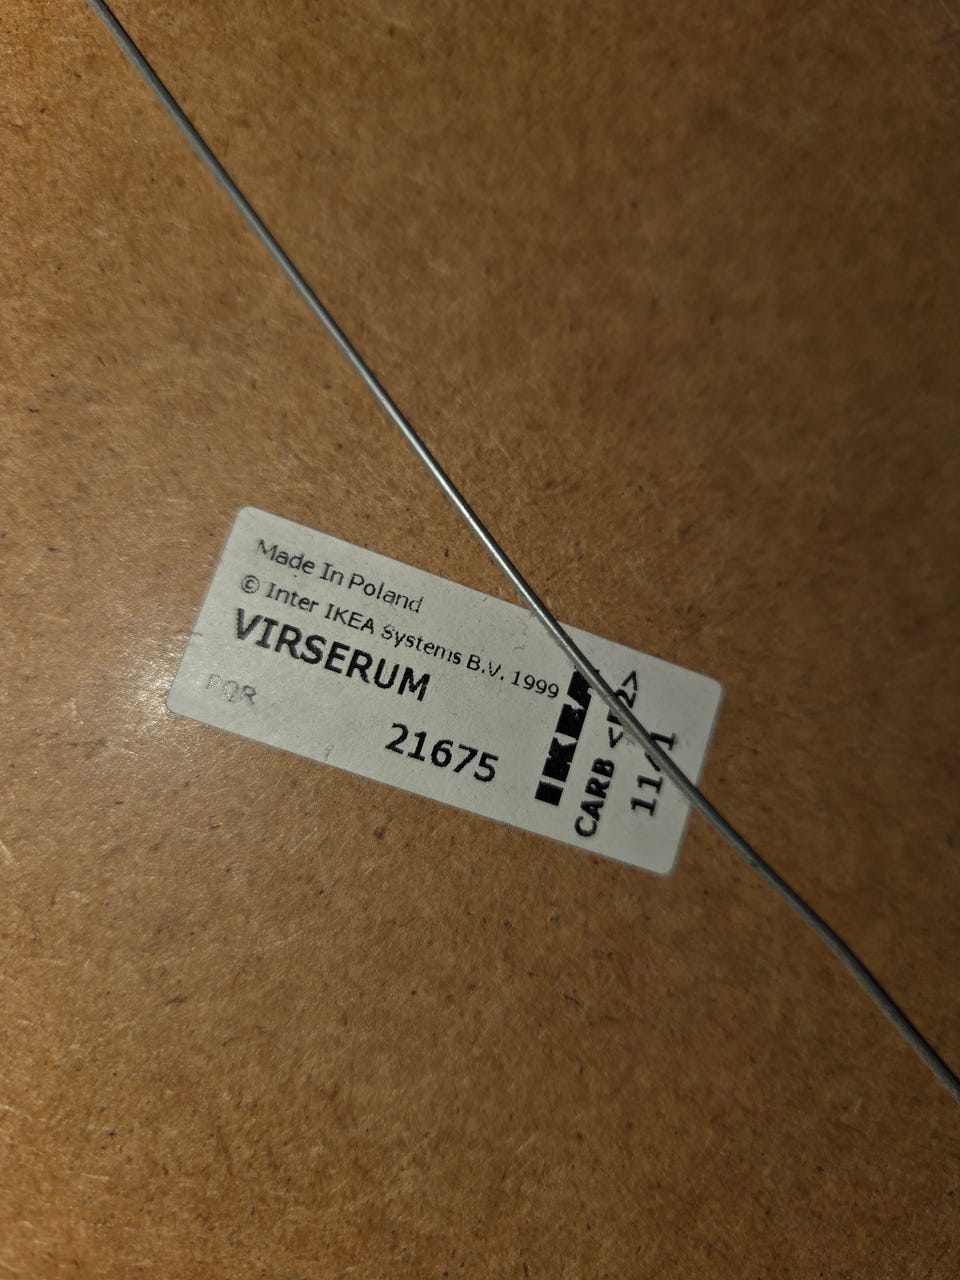 Made In Poland
© Inter IKEA Systems B.V. 1999
VIRSERUM
PQR
21675
IKEA
CARB